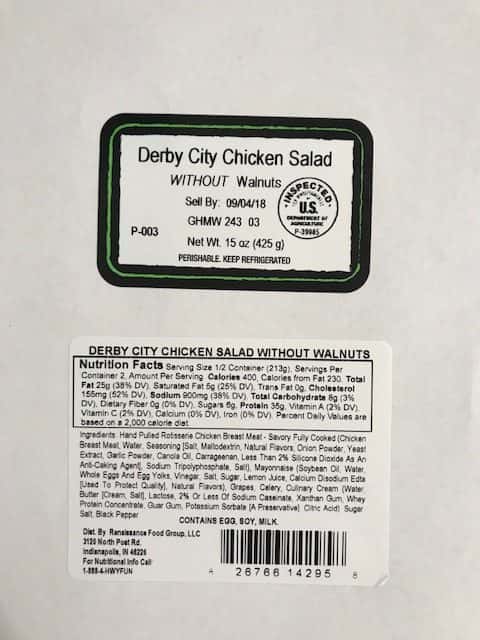 Derby City Chicken Salad
WITHOUT Walnuts
Sell By: 09/04/18
GHMW 243 03
P-003
Net Wt. 15 oz (425 g)
PERISHABLE. KEEP REFRIGERATED
INSPECTED
U.S.
DEPARTMENT OF
AGRICULTURE
P-39985
DERBY CITY CHICKEN SALAD WITHOUT WALNUTS
Nutrition Facts Serving Size 1/2 Container (213g), Servings Per
Container 2, Amount Per Serving: Calories 400, Calories from Fat 230, Total
Fat 25g (38% DV), Saturated Fat 5g (25% DV), Trans Fat 0g, Cholesterol
155mg (52% DV), Sodium 900mg (38% DV), Total Carbohydrate 8g (3%
DV), Dietary Fiber 0g (0% DV), Sugars 6g, Protein 35g, Vitamin A (2% DV),
Vitamin C (2% DV), Calcium (0% DV), Iron (0% DV). Percent Daily Values are
based on a 2,000 calorie diet.
Ingredients: Hand Pulled Rotisserie Chicken Breast Meat - Savory Fully Cooked (Chicken
Breast Meat, Water, Seasoning [Salt, Maltodextrin, Natural Flavors, Onion Powder, Yeast
Extract, Garlic Powder, Canola Oil, Carrageenan, Less Than 2% Silicone Dioxide As An
Anti-Caking Agent], Sodium Tripolyphosphate, Salt), Mayonnaise (Soybean Oil, Water,
Whole Eggs And Egg Yolks, Vinegar, Salt, Sugar, Lemon Juice, Calcium Disodium Edta
[Used To Protect Quality], Natural Flavors), Grapes, Celery, Culinary Cream (Water,
Butter [Cream, Salt], Lactose, 2% Or Less Of Sodium Caseinate, Xanthan Gum, Whey
Protein Concentrate, Guar Gum, Potassium Sorbate [A Preservative] Citric Acid) Sugar
Salt, Black Pepper
CONTAINS EGG, SOY, MILK.
Dist. By Renaissance Food Group, LLC
3120 North Post Rd.
Indianapolis, IN 46226
For Nutritional Info Call
1-888-4-HWYFUN
8 26766 14295 8